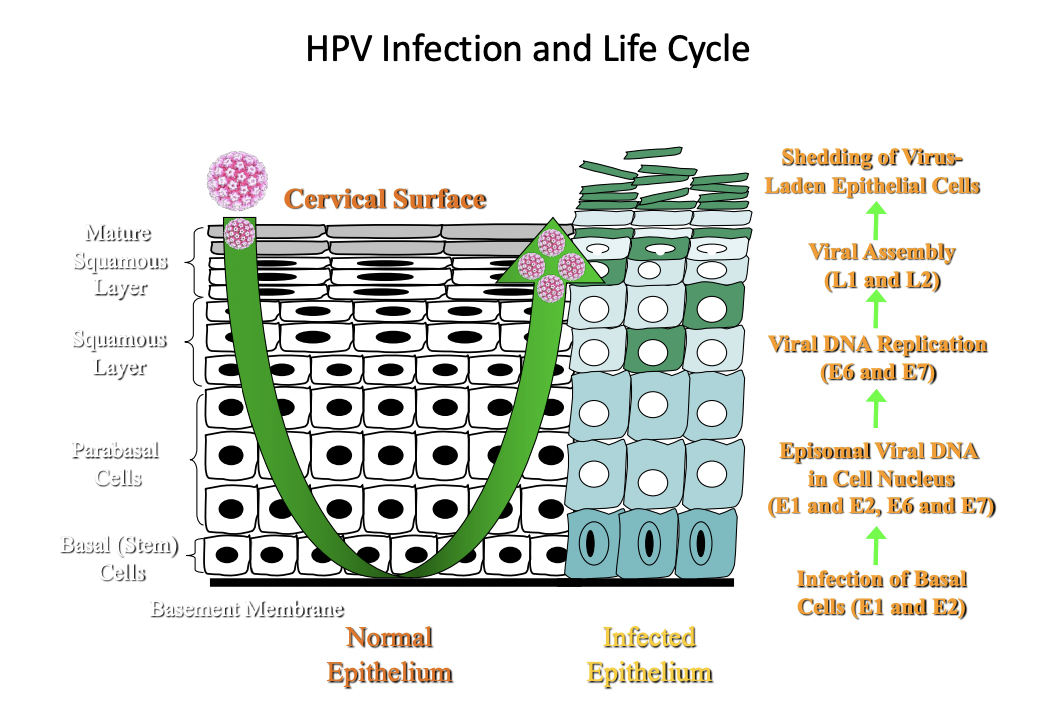 HPV Infection and Life Cycle
Cervical Surface
Mature
Squamous
Layer
Squamous
Layer
Parabasal
Cells
Basal (Stem)
Cells
Basement Membrane
Normal
Epithelium
Infected
Epithelium
Shedding of Virus-
Laden Epithelial Cells
Viral Assembly
(L1 and L2)
Viral DNA Replication
(E6 and E7)
Episomal Viral DNA
in Cell Nucleus
(E1 and E2, E6 and E7)
Infection of Basal
Cells (E1 and E2)